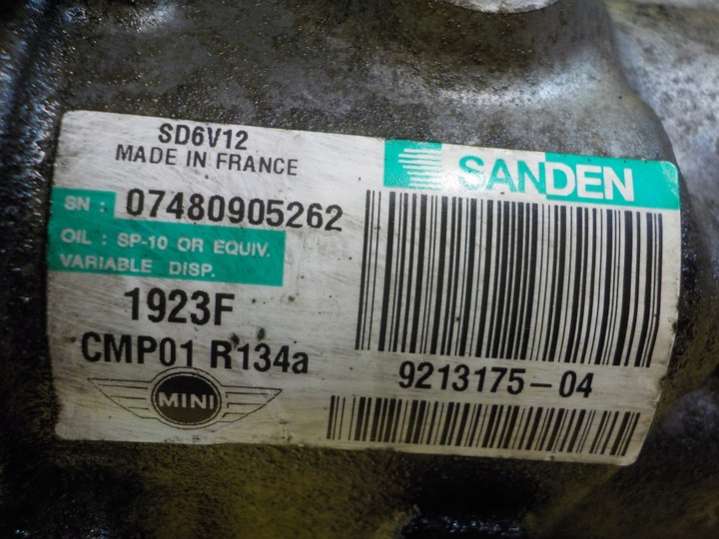 SD6V12
MADE IN FRANCE
SANDEN
SN : 07480905262
OIL : SP-10 OR EQUIV.
VARIABLE DISP.
1923F
CMP01 R134a
9213175-04
MINI